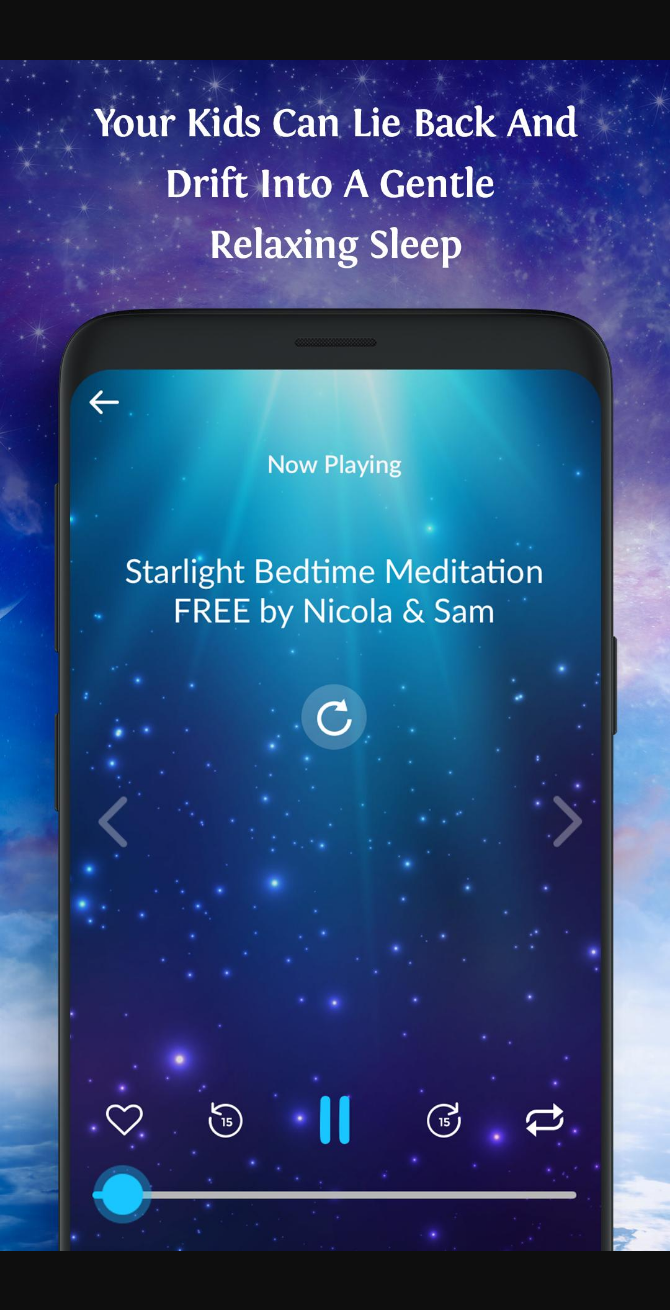 Your Kids Can Lie Back And
Drift Into A Gentle
Relaxing Sleep
Now Playing
Starlight Bedtime Meditation
FREE by Nicola & Sam
15
15